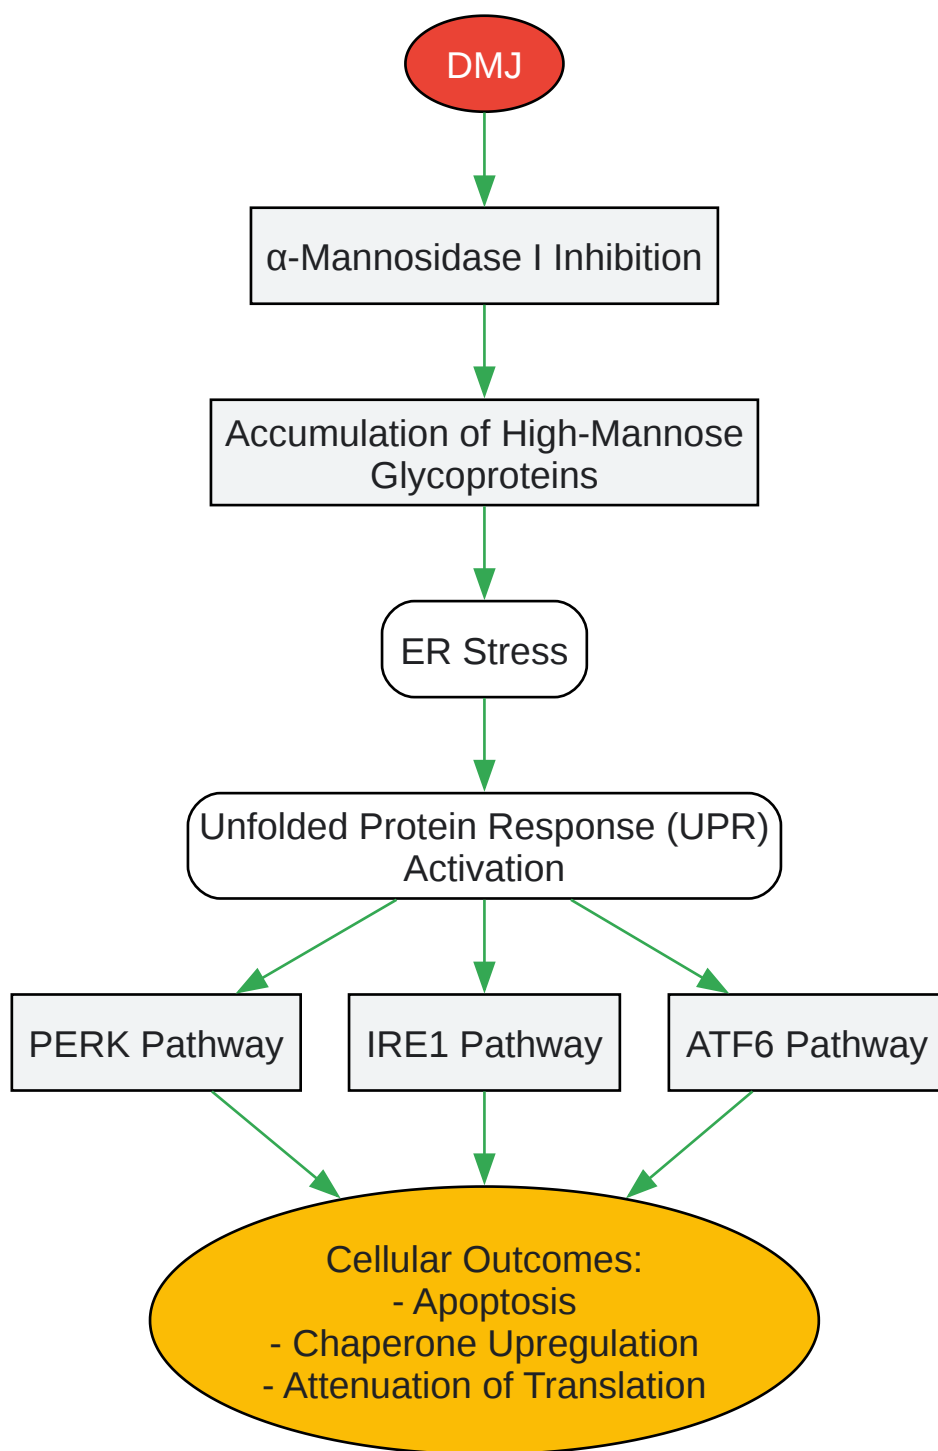 DMJ
α-Mannosidase I Inhibition
Accumulation of High-Mannose
Glycoproteins
ER Stress
Unfolded Protein Response (UPR)
Activation
PERK Pathway
IRE1 Pathway
ATF6 Pathway
Cellular Outcomes:
- Apoptosis
- Chaperone Upregulation
- Attenuation of Translation